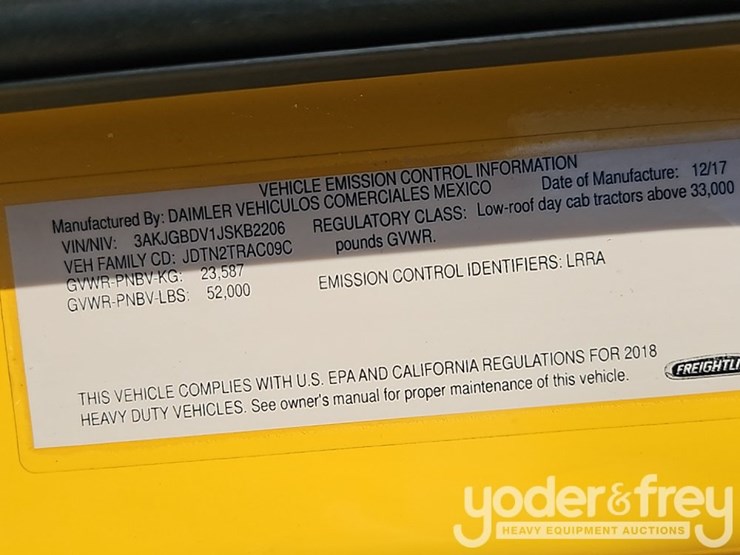 VEHICLE EMISSION CONTROL INFORMATION
Manufactured By: DAIMLER VEHICULOS COMERCIALES MEXICO Date of Manufacture: 12/17
VIN/NIV: 3AKJGBDV1JSKB2206 REGULATORY CLASS: Low-roof day cab tractors above 33,000
VEH FAMILY CD: JDTN2TRAC09C pounds GVWR.
GVWR-PNBV-KG: 23,587
GVWR-PNBV-LBS: 52,000 EMISSION CONTROL IDENTIFIERS: LRRA
THIS VEHICLE COMPLIES WITH U.S. EPA AND CALIFORNIA REGULATIONS FOR 2018
HEAVY DUTY VEHICLES. See owner's manual for proper maintenance of this vehicle.
FREIGHTLI
yoder&frey
HEAVY EQUIPMENT AUCTIONS